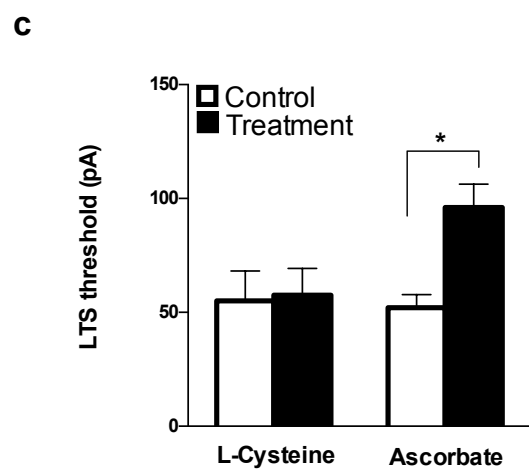 c
150
Control
Treatment
*
100
LTS threshold (pA)
50
0
L-Cysteine Ascorbate